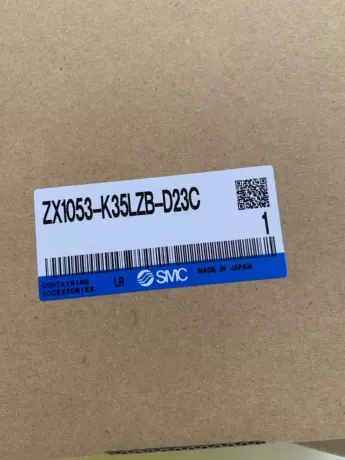 ZX1053-K35LZB-D23C
1
CONTAINING
ACCESSORIES
LR
SMC
MADE IN JAPAN